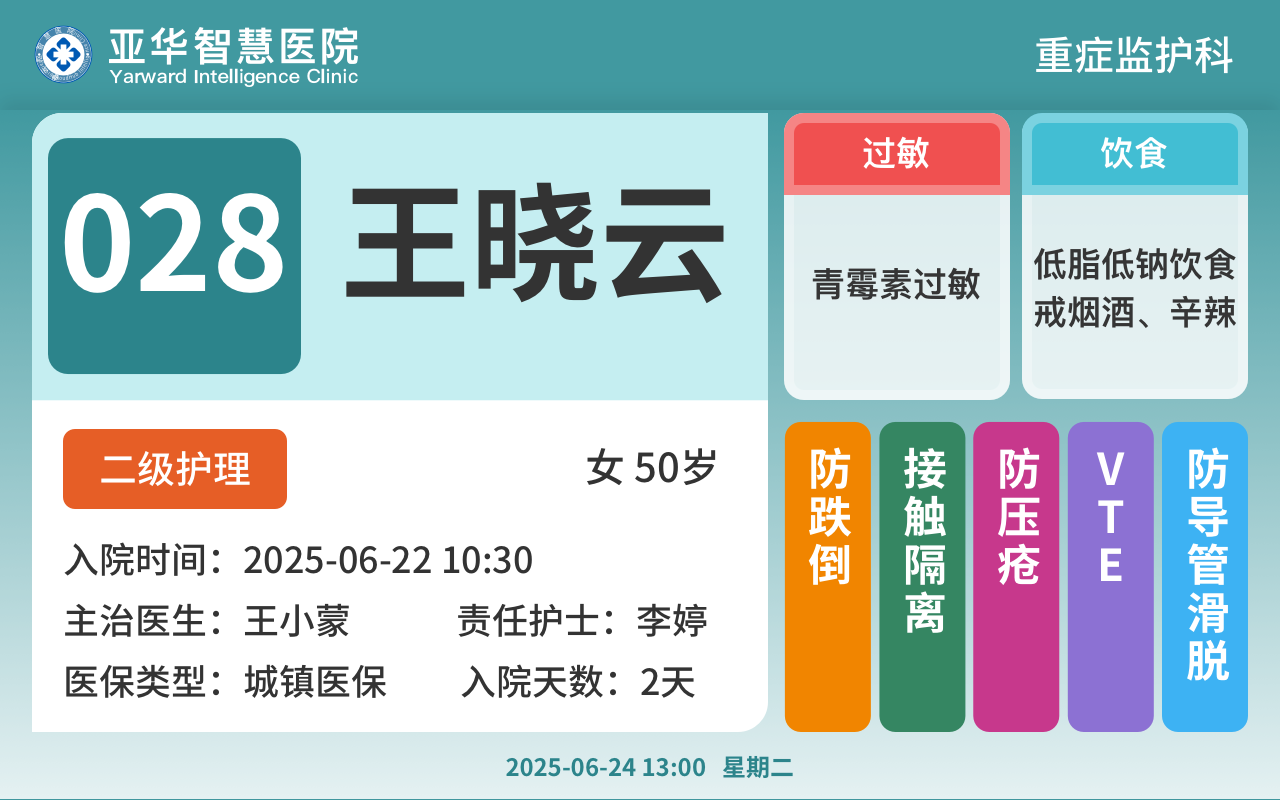 亚华智慧医院
Yarward Intelligence Clinic
重症监护科
028
王晓云
二级护理
女 50岁
入院时间：2025-06-22 10:30
主治医生：王小蒙
责任护士：李婷
医保类型：城镇医保
入院天数：2天
过敏
青霉素过敏
饮食
低脂低钠饮食
戒烟酒、辛辣
防跌倒
接触隔离
防压疮
VTE
防导管滑脱
2025-06-24 13:00 星期二